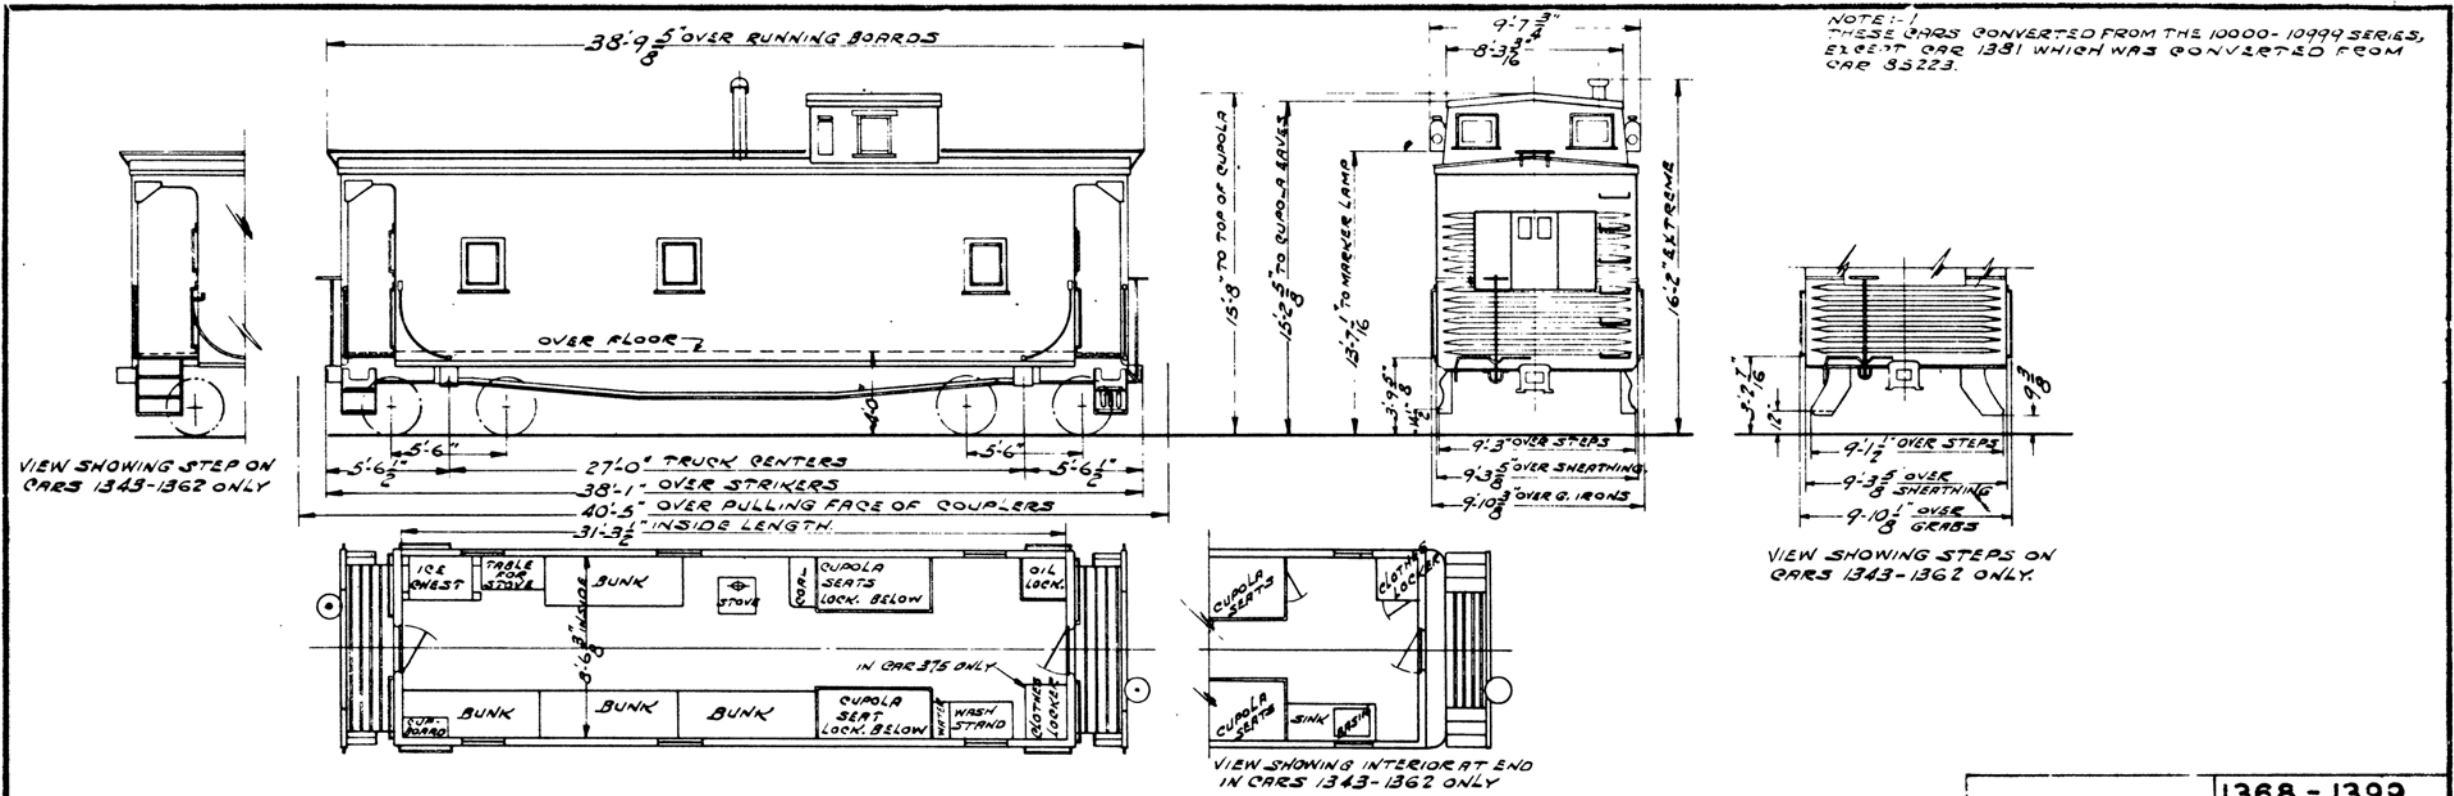 NOTE:- 1
THESE CARS CONVERTED FROM THE 10000-10999 SERIES,
EXCEPT CAR 1381 WHICH WAS CONVERTED FROM
CAR 85223.
38'-9 5/8" OVER RUNNING BOARDS
9'-7 3/4"
8'-3 3/16"
15'-8" TO TOP OF CUPOLA
15'-2 5/8" TO CUPOLA EAVES
13'-7 1/16" TO MARKER LAMP
16'-2" EXTREME
OVER FLOOR
4'-0"
3'-9 5/8"
3'-2 7/16"
12"
9 3/8
5'-6"
5'-6"
5'-6 1/2"
27'-0" TRUCK CENTERS
5'-6 1/2"
38'-1" OVER STRIKERS
40'-5" OVER PULLING FACE OF COUPLERS
31'-3 1/2" INSIDE LENGTH.
VIEW SHOWING STEP ON
CARS 1343-1362 ONLY
9'-3" OVER STEPS
9'-3 5/8" OVER SHEATHING.
9'-10 3/8" OVER G. IRONS
9'-1 1/2" OVER STEPS
9'-3 5/8" OVER
SHEATHING
9'-10 1/8" OVER
GRABS
VIEW SHOWING STEPS ON
CARS 1343-1362 ONLY.
ICE
CHEST
TABLE
FOR
STOVE
BUNK
STOVE
COAL
CUPOLA
SEATS
LOCK. BELOW
OIL
LOCK.
8'-6 3/8" INSIDE
IN CAR 375 ONLY
CUP-
BOARD
BUNK
BUNK
BUNK
CUPOLA
SEAT
LOCK. BELOW
WATER
WASH
STAND
CLOTHES
LOCKER
CUPOLA
SEATS
CLOTHES
LOCKER
CUPOLA
SEATS
SINK
BASIN
VIEW SHOWING INTERIOR AT END
IN CARS 1343-1362 ONLY
1368-1399